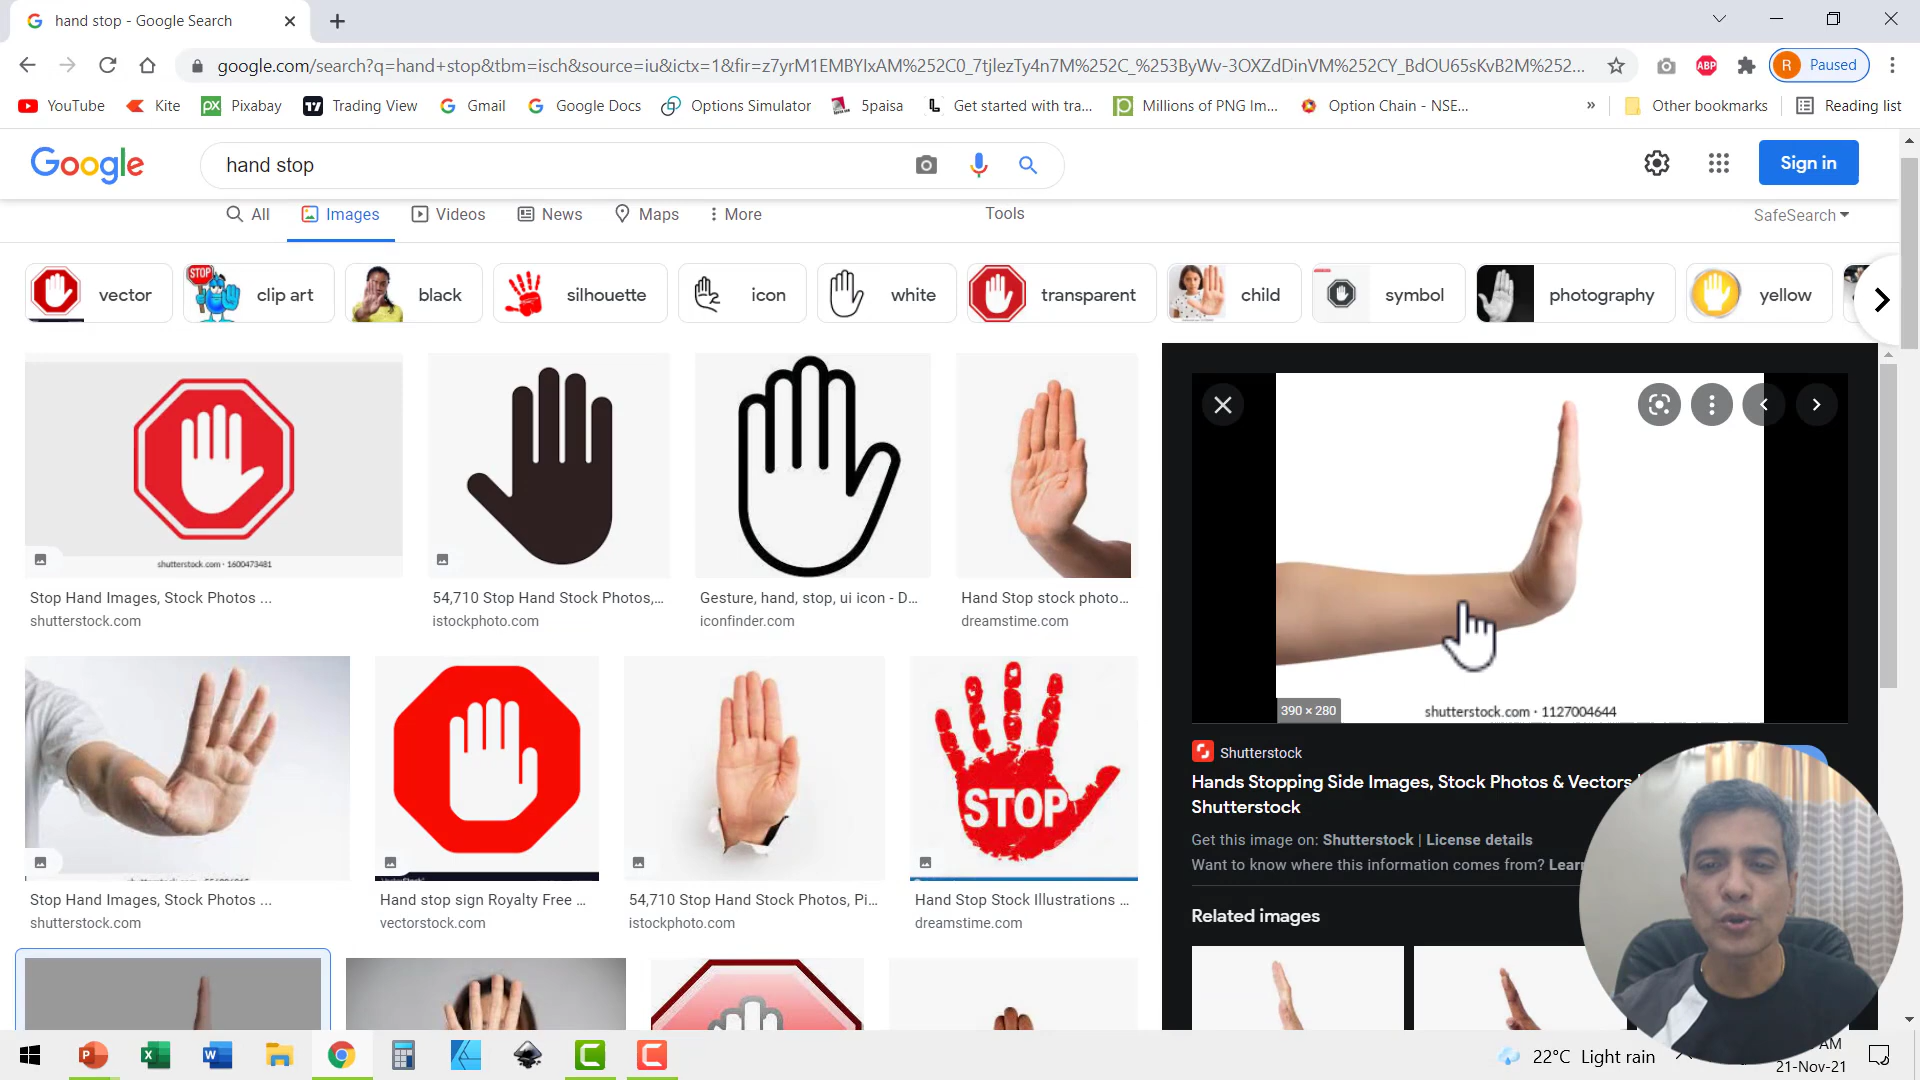 hand stop - Google Search
google.com/search?q=hand+stop&tbm=isch&source=iu&ictx=1&fir=z7yrM1EMBYIxAM%252C0_7tjlezTy4n7M%252C_%253ByWv-3OXZdDinVM%252CY_BdOU65sKvB2M%252...
ABP
R Paused
YouTube Kite Pixabay Trading View Gmail Google Docs Options Simulator 5paisa Get started with tra... Millions of PNG Im... Option Chain - NSE... » Other bookmarks Reading list
Google
hand stop
Sign in
All Images Videos News Maps More Tools SafeSearch
vector clip art black silhouette icon white transparent child symbol photography yellow
STOP
shutterstock.com · 1600473481
Stop Hand Images, Stock Photos ...
shutterstock.com
54,710 Stop Hand Stock Photos,...
istockphoto.com
Gesture, hand, stop, ui icon - D...
iconfinder.com
Hand Stop stock photo...
dreamstime.com
STOP
Stop Hand Images, Stock Photos ...
shutterstock.com
Hand stop sign Royalty Free ...
vectorstock.com
54,710 Stop Hand Stock Photos, Pi...
istockphoto.com
Hand Stop Stock Illustrations ...
dreamstime.com
390 × 280
shutterstock.com · 1127004644
Shutterstock
Hands Stopping Side Images, Stock Photos & Vectors
Shutterstock
Get this image on: Shutterstock | License details
Want to know where this information comes from? Lear
Related images
22°C Light rain
AM
21-Nov-21